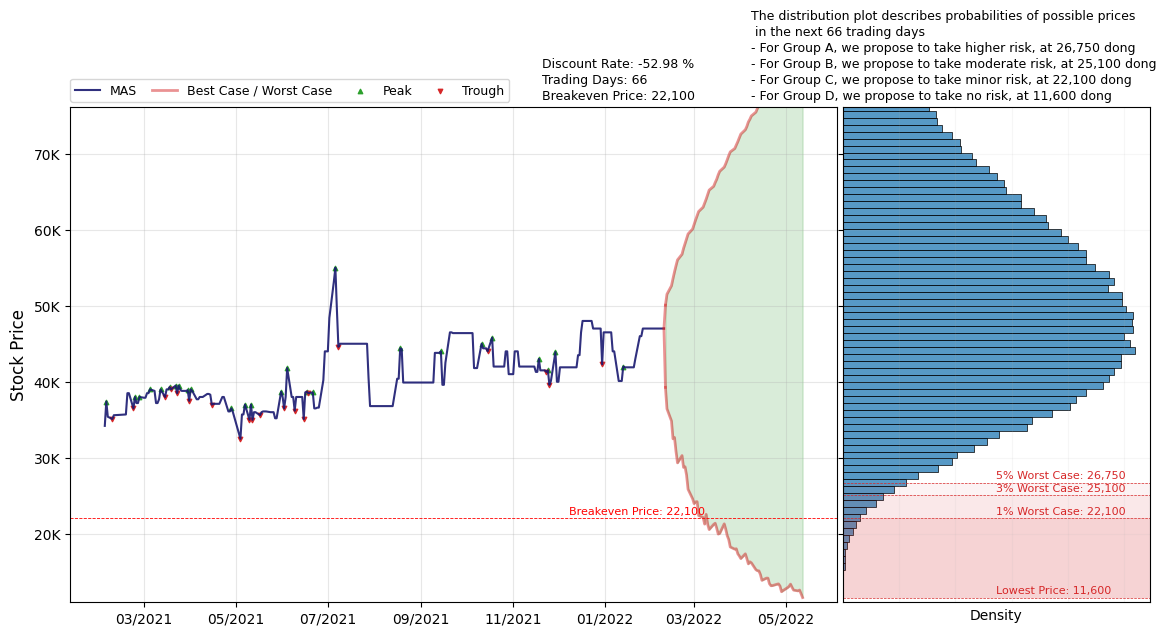 The distribution plot describes probabilities of possible prices
in the next 66 trading days
- For Group A, we propose to take higher risk, at 26,750 dong
- For Group B, we propose to take moderate risk, at 25,100 dong
- For Group C, we propose to take minor risk, at 22,100 dong
- For Group D, we propose to take no risk, at 11,600 dong
Discount Rate: -52.98 %
Trading Days: 66
Breakeven Price: 22,100
MAS
Best Case / Worst Case
Peak
Trough
Stock Price
70K
60K
50K
40K
30K
20K
Breakeven Price: 22,100
5% Worst Case: 26,750
3% Worst Case: 25,100
1% Worst Case: 22,100
Lowest Price: 11,600
03/2021
05/2021
07/2021
09/2021
11/2021
01/2022
03/2022
05/2022
Density